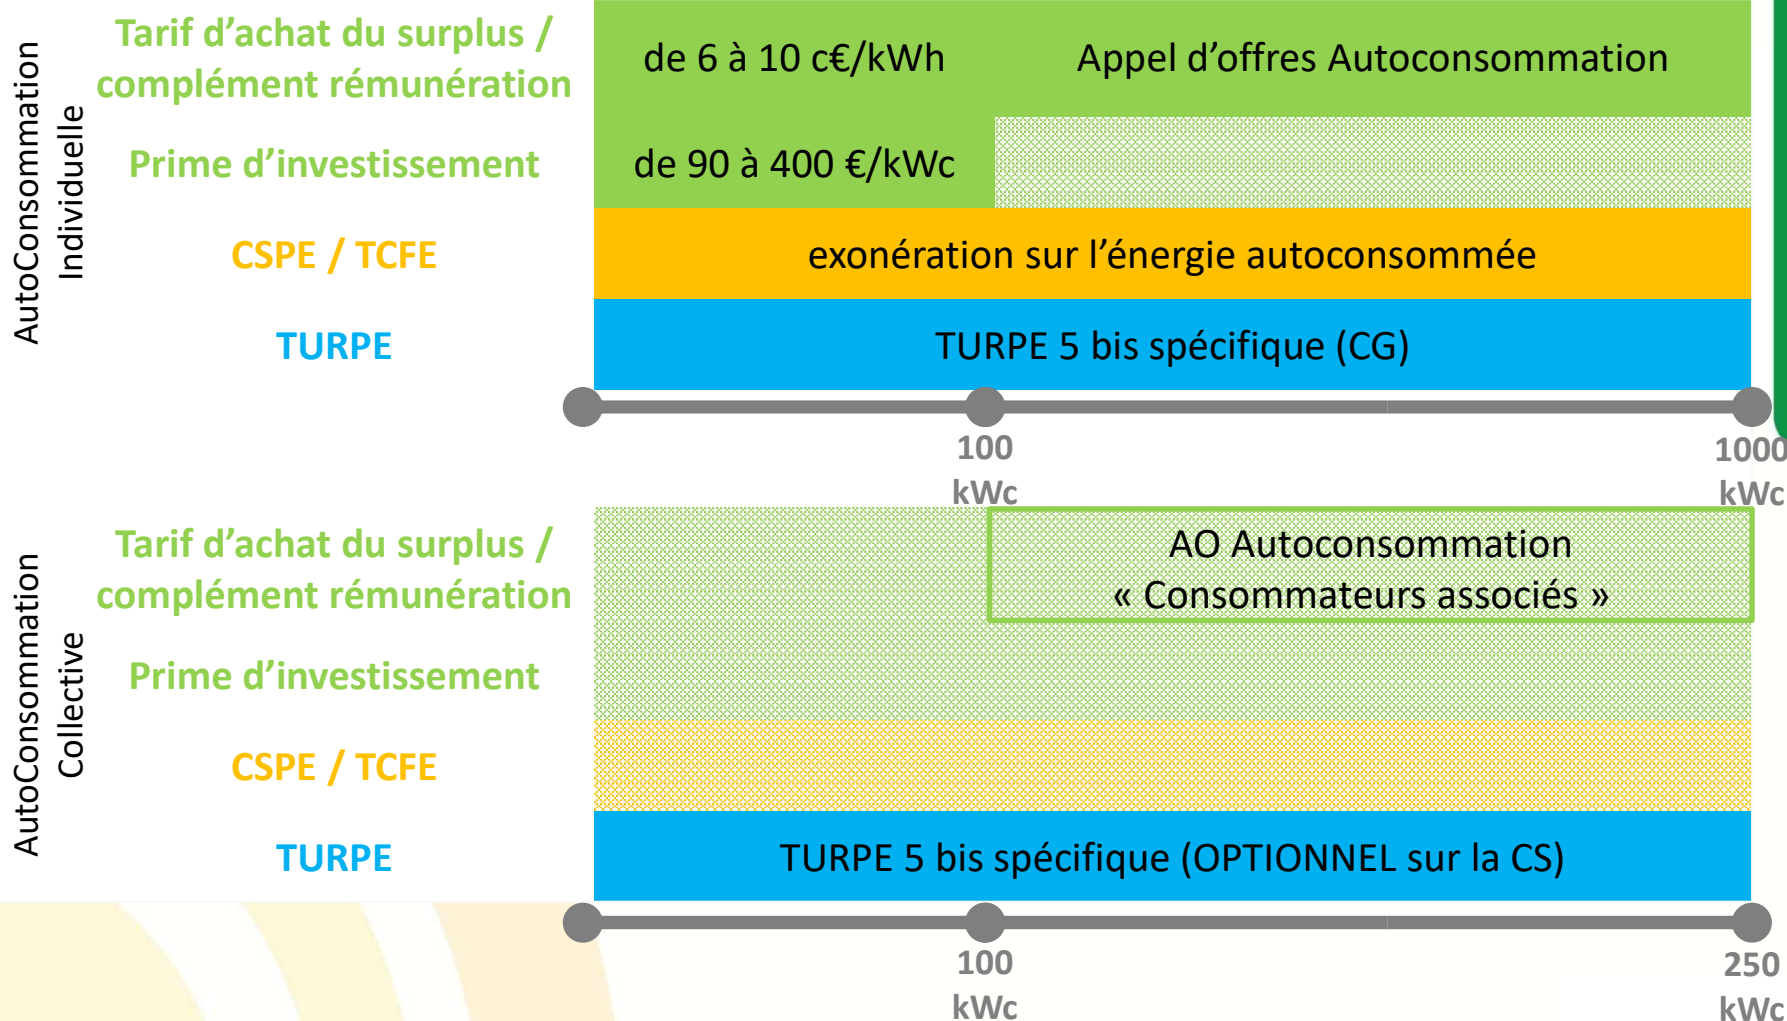 AutoConsommation
Individuelle
Tarif d'achat du surplus /
complément rémunération
de 6 à 10 c€/kWh
Appel d'offres Autoconsommation
Prime d'investissement
de 90 à 400 €/kWc
CSPE / TCFE
exonération sur l'énergie autoconsommée
TURPE
TURPE 5 bis spécifique (CG)
100
kWc
1000
kWc
AutoConsommation
Collective
Tarif d'achat du surplus /
complément rémunération
AO Autoconsommation
« Consommateurs associés »
Prime d'investissement
CSPE / TCFE
TURPE
TURPE 5 bis spécifique (OPTIONNEL sur la CS)
100
kWc
250
kWc